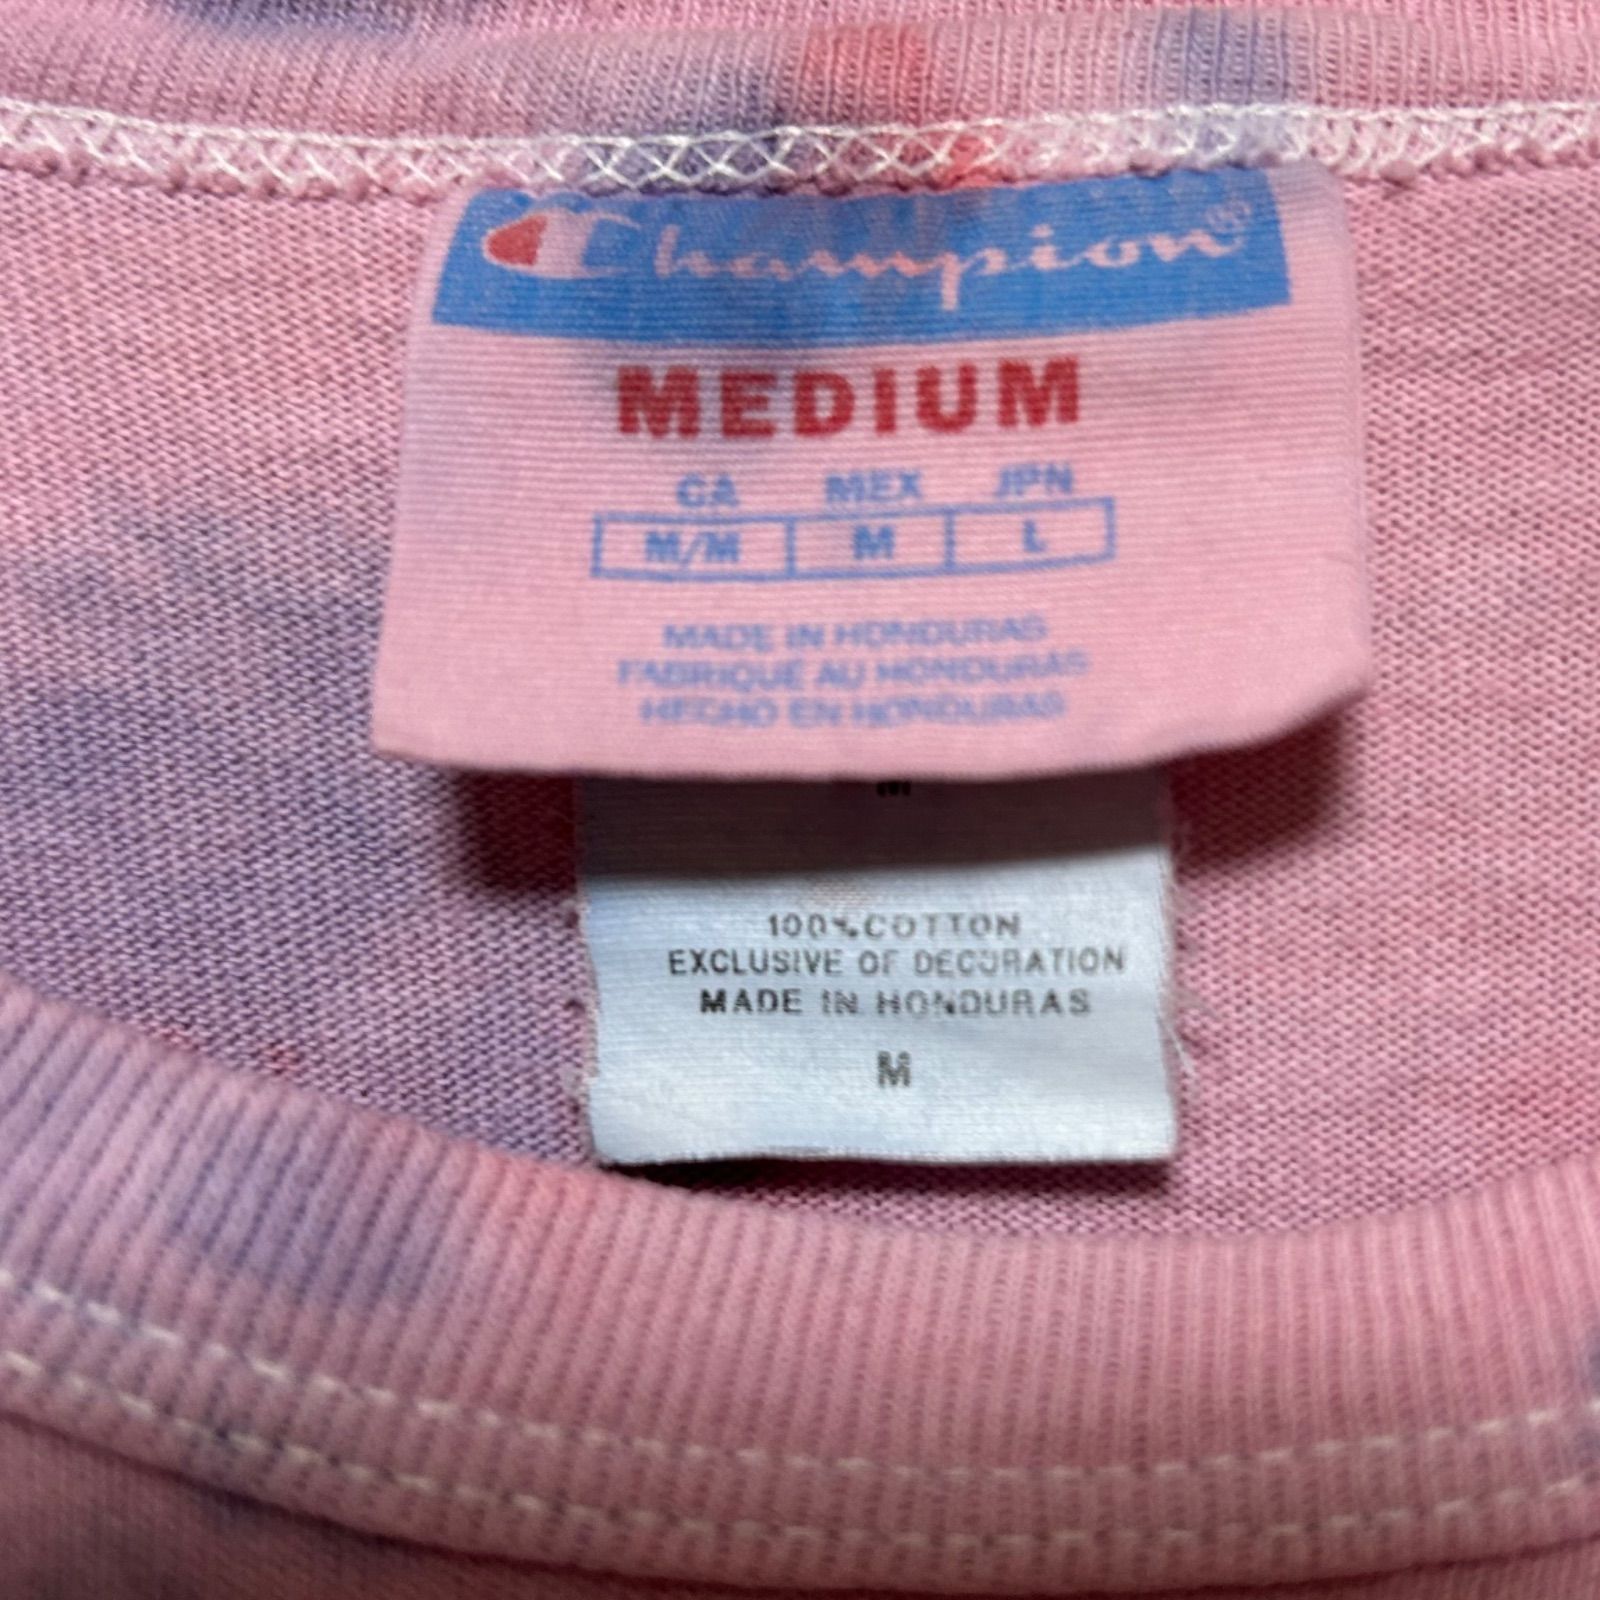 Champion®
MEDIUM
CA MEX JPN
M/M M L
MADE IN HONDURAS
FABRIQUÉ AU HONDURAS
HECHO EN HONDURAS
M
100% COTTON
EXCLUSIVE OF DECORATION
MADE IN HONDURAS
M